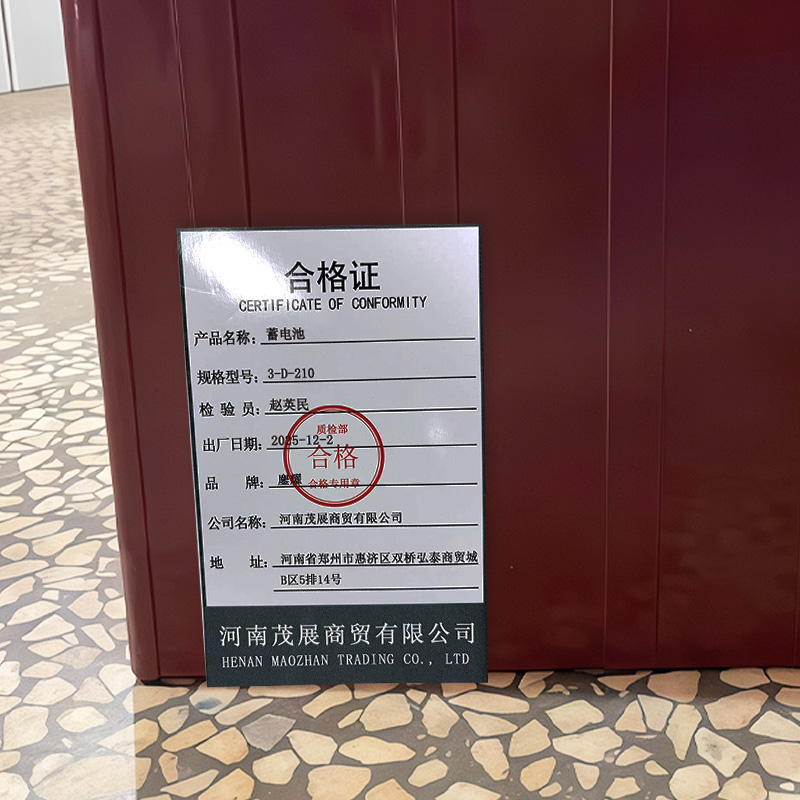 合格证
CERTIFICATE OF CONFORMITY
产品名称：蓄电池
规格型号：3-D-210
检 验 员：赵英民
出厂日期：2025-12-2
质检部
合格
合格专用章
品 牌：鏖耀
公司名称：河南茂展商贸有限公司
地 址：河南省郑州市惠济区双桥弘泰商贸城
B区5排14号
河南茂展商贸有限公司
HENAN MAOZHAN TRADING CO., LTD